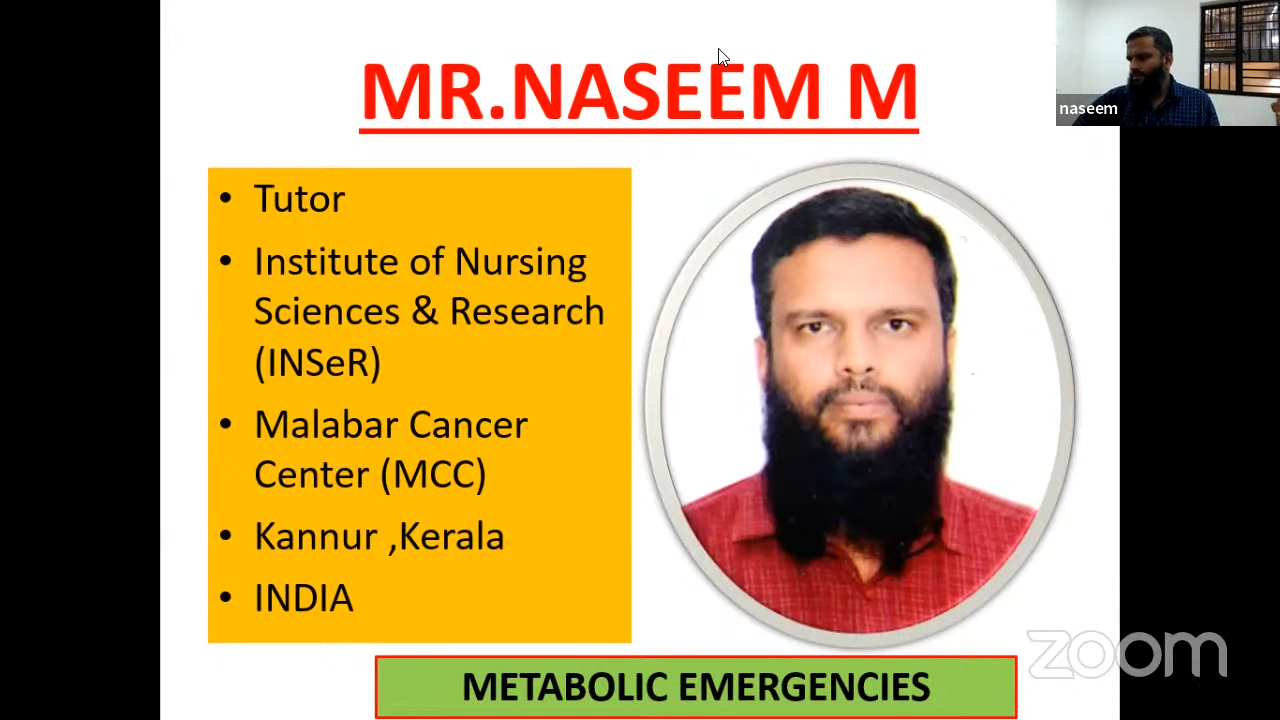 MR.NASEEM M
naseem
• Tutor
• Institute of Nursing
Sciences & Research
(INSeR)
• Malabar Cancer
Center (MCC)
• Kannur ,Kerala
• INDIA
zoom
METABOLIC EMERGENCIES